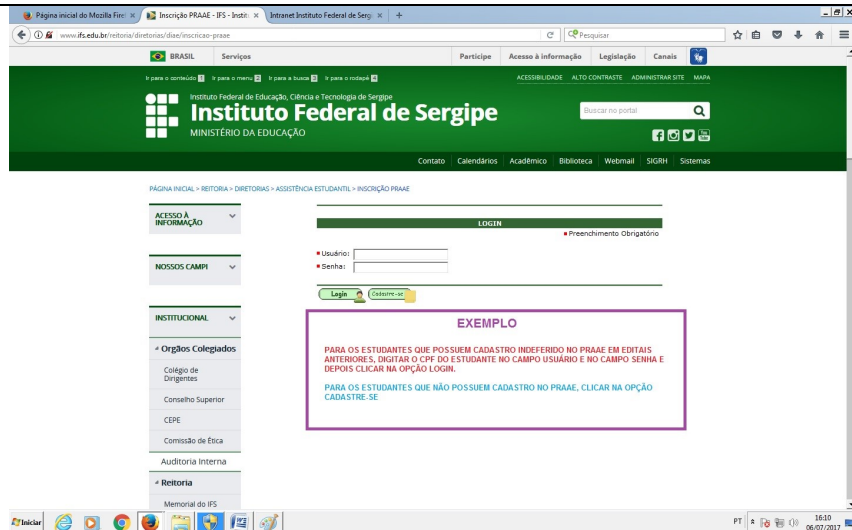 Página inicial do Mozilla Fire
Inscrição PRAAE - IFS - Instit
Intranet Instituto Federal de Serg
www.ifs.edu.br/reitoria/diretorias/diae/inscricao-praae
Pesquisar
BRASIL Serviços Participe Acesso à informação Legislação Canais
Ir para o conteúdo 1 Ir para o menu 2 Ir para a busca 3 Ir para o rodapé 4 ACESSIBILIDADE ALTO CONTRASTE ADMINISTRAR SITE MAPA
Instituto Federal de Educação, Ciência e Tecnologia de Sergipe
Instituto Federal de Sergipe
MINISTÉRIO DA EDUCAÇÃO
Buscar no portal
Contato Calendários Acadêmico Biblioteca Webmail SIGRH Sistemas
PÁGINA INICIAL > REITORIA > DIRETORIAS > ASSISTÊNCIA ESTUDANTIL > INSCRIÇÃO PRAAE
ACESSO À
INFORMAÇÃO
NOSSOS CAMPI
INSTITUCIONAL
Orgãos Colegiados
Colégio de
Dirigentes
Conselho Superior
CEPE
Comissão de Ética
Auditoria Interna
Reitoria
Memorial do IFS
LOGIN
Preenchimento Obrigatório
Usuário:
Senha:
Login Cadastre-se
EXEMPLO
PARA OS ESTUDANTES QUE POSSUEM CADASTRO INDEFERIDO NO PRAAE EM EDITAIS
ANTERIORES, DIGITAR O CPF DO ESTUDANTE NO CAMPO USUÁRIO E NO CAMPO SENHA E
DEPOIS CLICAR NA OPÇÃO LOGIN.
PARA OS ESTUDANTES QUE NÃO POSSUEM CADASTRO NO PRAAE, CLICAR NA OPÇÃO
CADASTRE-SE
Iniciar
PT
16:10
06/07/2017